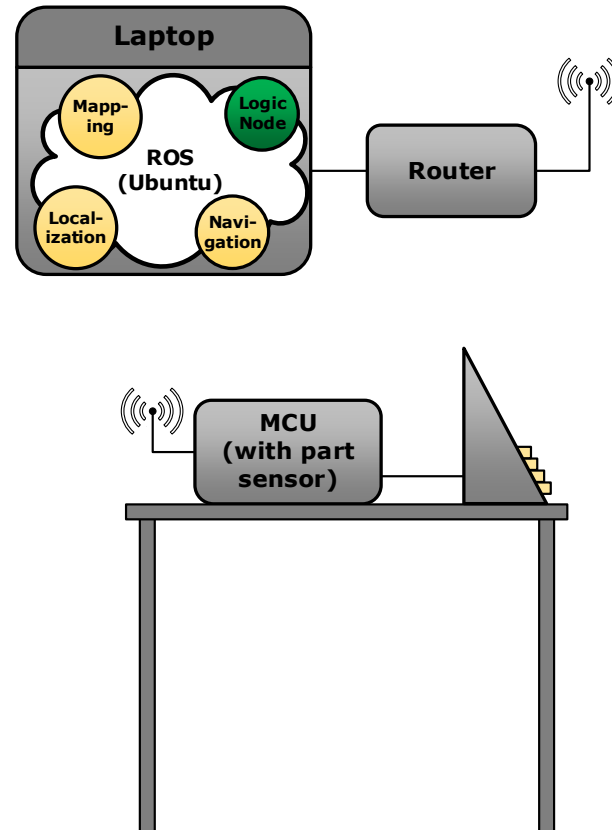 Laptop
Mapp-
ing
Logic
Node
ROS
(Ubuntu)
Local-
ization
Navi-
gation
Router
MCU
(with part
sensor)